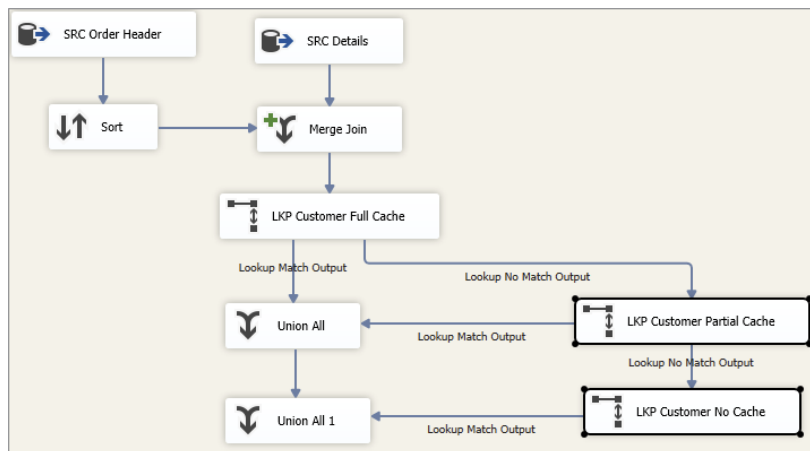 SRC Order Header
SRC Details
Sort
Merge Join
LKP Customer Full Cache
Lookup Match Output
Lookup No Match Output
Union All
Lookup Match Output
LKP Customer Partial Cache
Lookup No Match Output
Union All 1
Lookup Match Output
LKP Customer No Cache